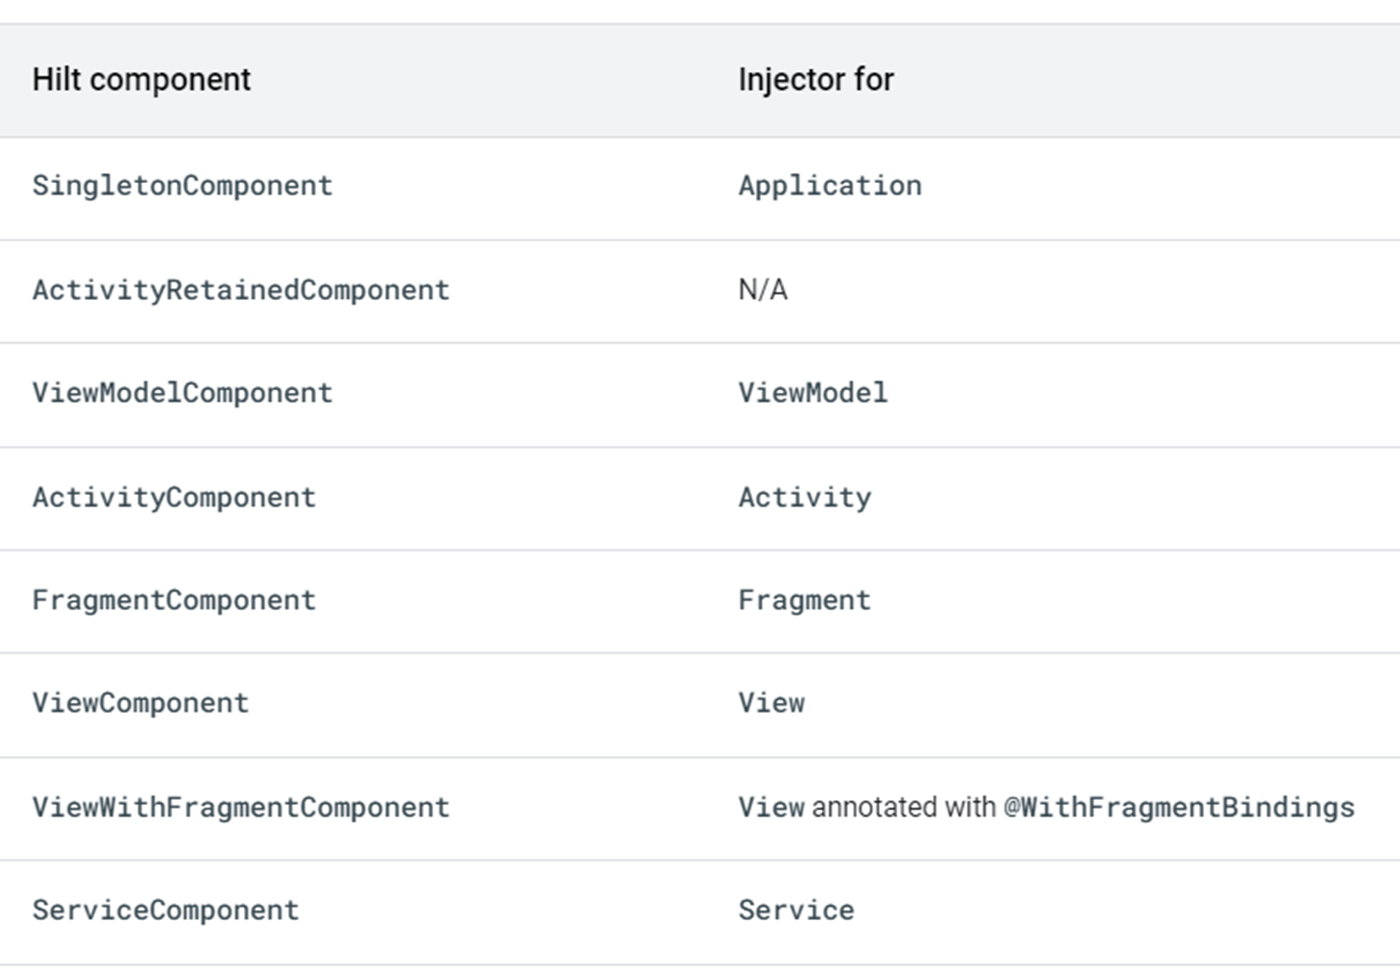 Hilt component Injector for
SingletonComponent Application
ActivityRetainedComponent N/A
ViewModelComponent ViewModel
ActivityComponent Activity
FragmentComponent Fragment
ViewComponent View
ViewWithFragmentComponent View annotated with @WithFragmentBindings
ServiceComponent Service